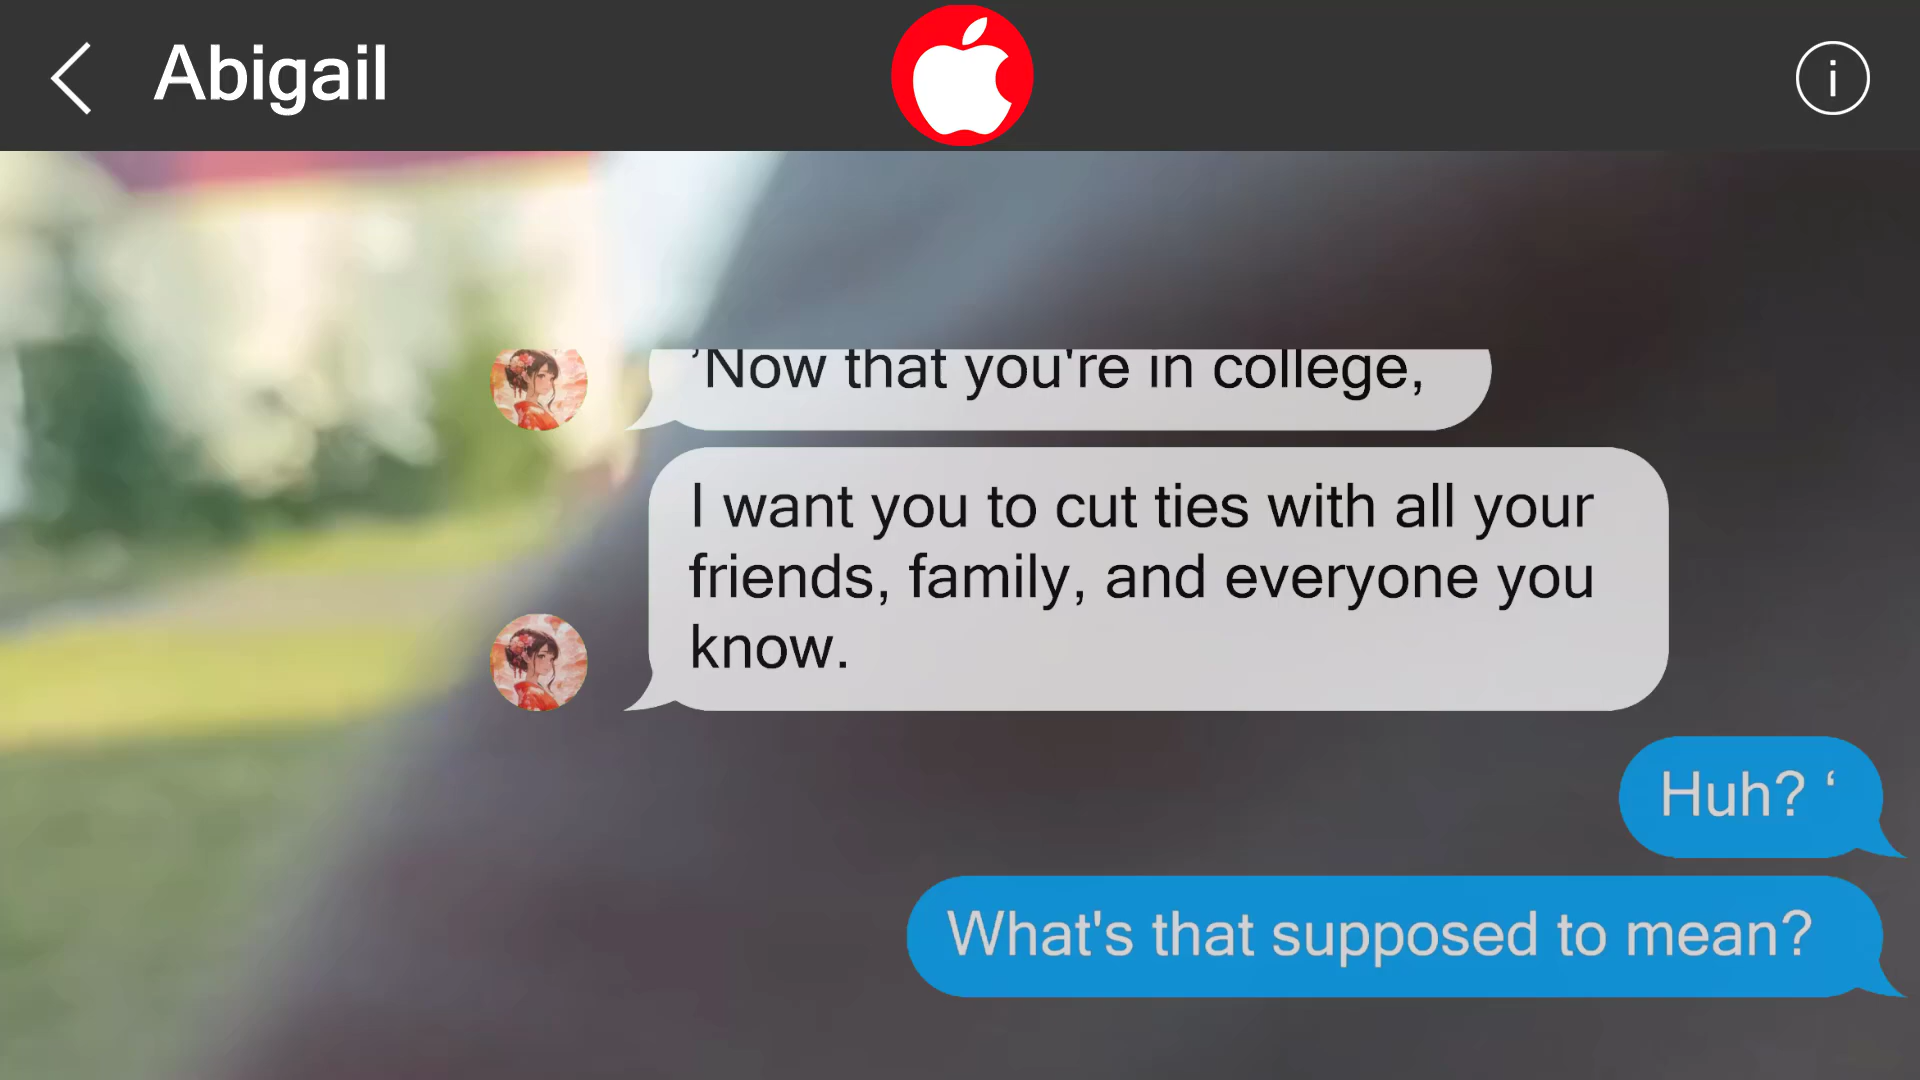 Abigail
i
'Now that you're in college,
I want you to cut ties with all your
friends, family, and everyone you
know.
Huh? ‘
What's that supposed to mean?